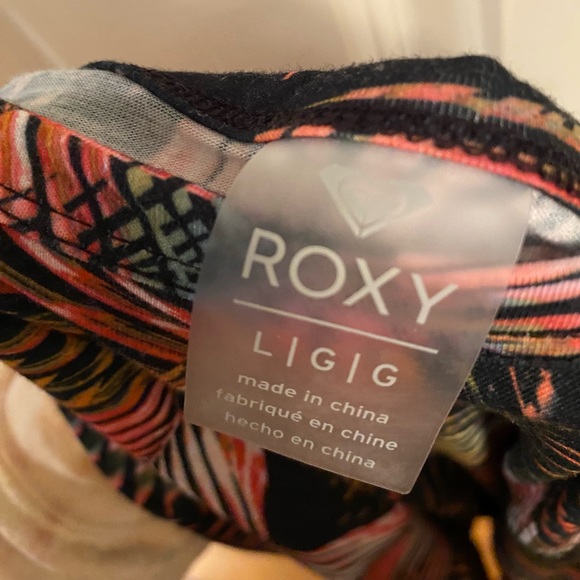 ROXY
L|G|G
made in china
fabriqué en chine
hecho en china